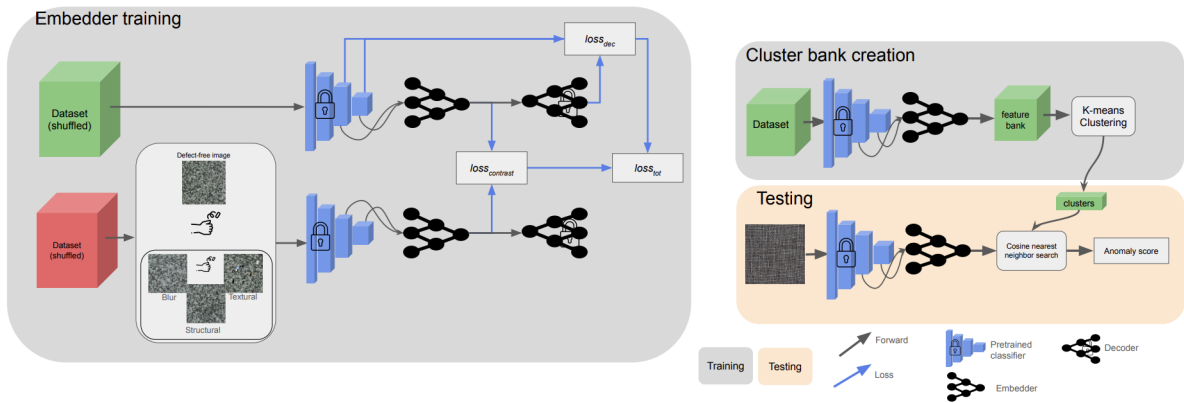 Embedder training
Dataset
(shuffled)
loss_dec
Defect-free image
loss_contrast
loss_tot
Dataset
(shuffled)
Blur
Textural
Structural
Cluster bank creation
Dataset
feature
bank
K-means
Clustering
Testing
clusters
Cosine nearest
neighbor search
Anomaly score
Training
Testing
Forward
Loss
Pretrained
classifier
Embedder
Decoder